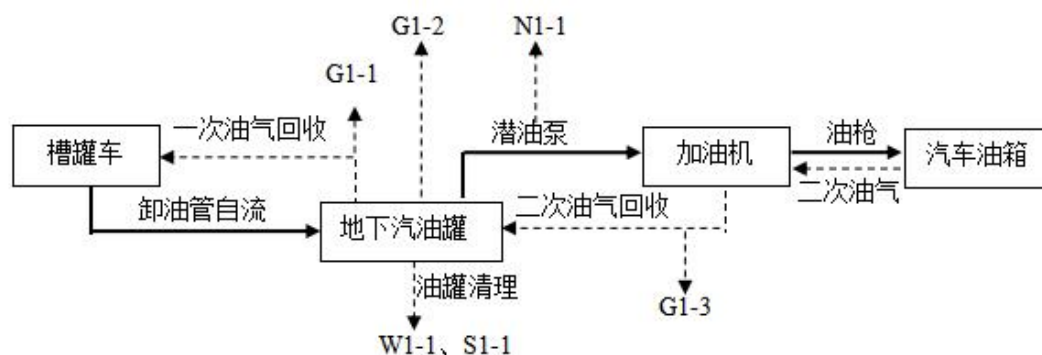 G1-2
N1-1
G1-1
一次油气回收
潜油泵
油枪
槽罐车
加油机
汽车油箱
二次油气
卸油管自流
二次油气回收
地下汽油罐
油罐清理
G1-3
W1-1、S1-1